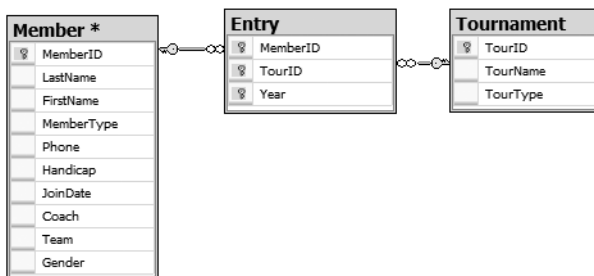 Member *
MemberID
LastName
FirstName
MemberType
Phone
Handicap
JoinDate
Coach
Team
Gender
Entry
MemberID
TourID
Year
Tournament
TourID
TourName
TourType